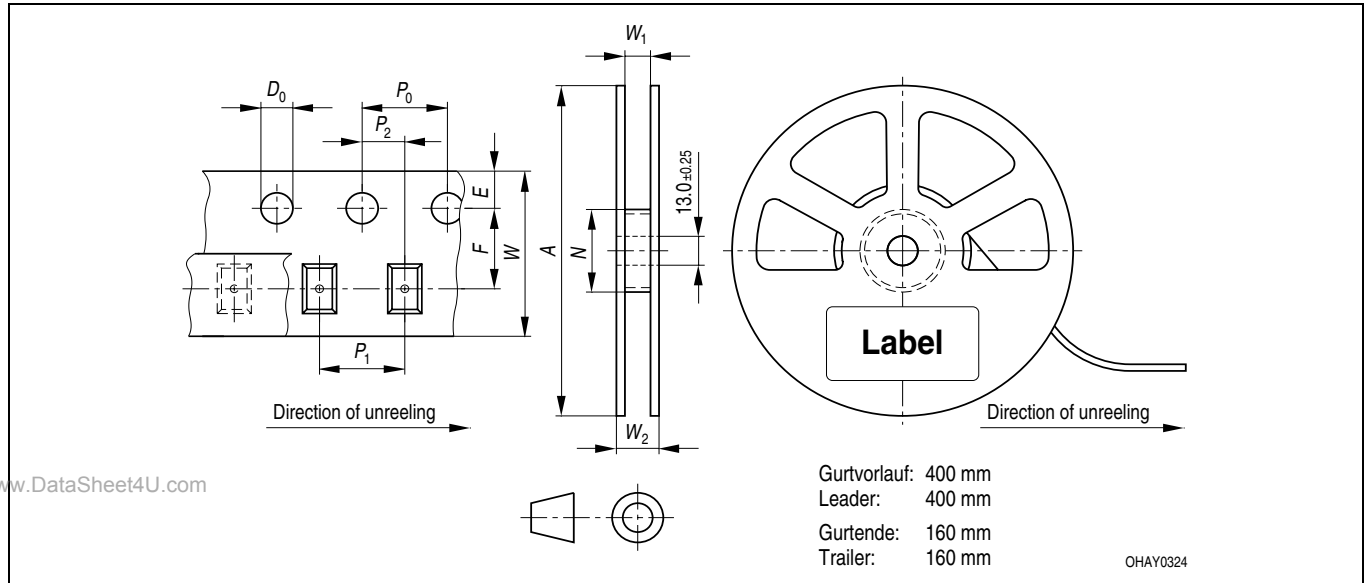 W1
D0
P0
P2
E
F
W
A
N
13.0 ±0.25
P1
W2
Label
Direction of unreeling
Direction of unreeling
Gurtvorlauf: 400 mm
Leader: 400 mm
Gurtende: 160 mm
Trailer: 160 mm
OHAY0324
w.DataSheet4U.com